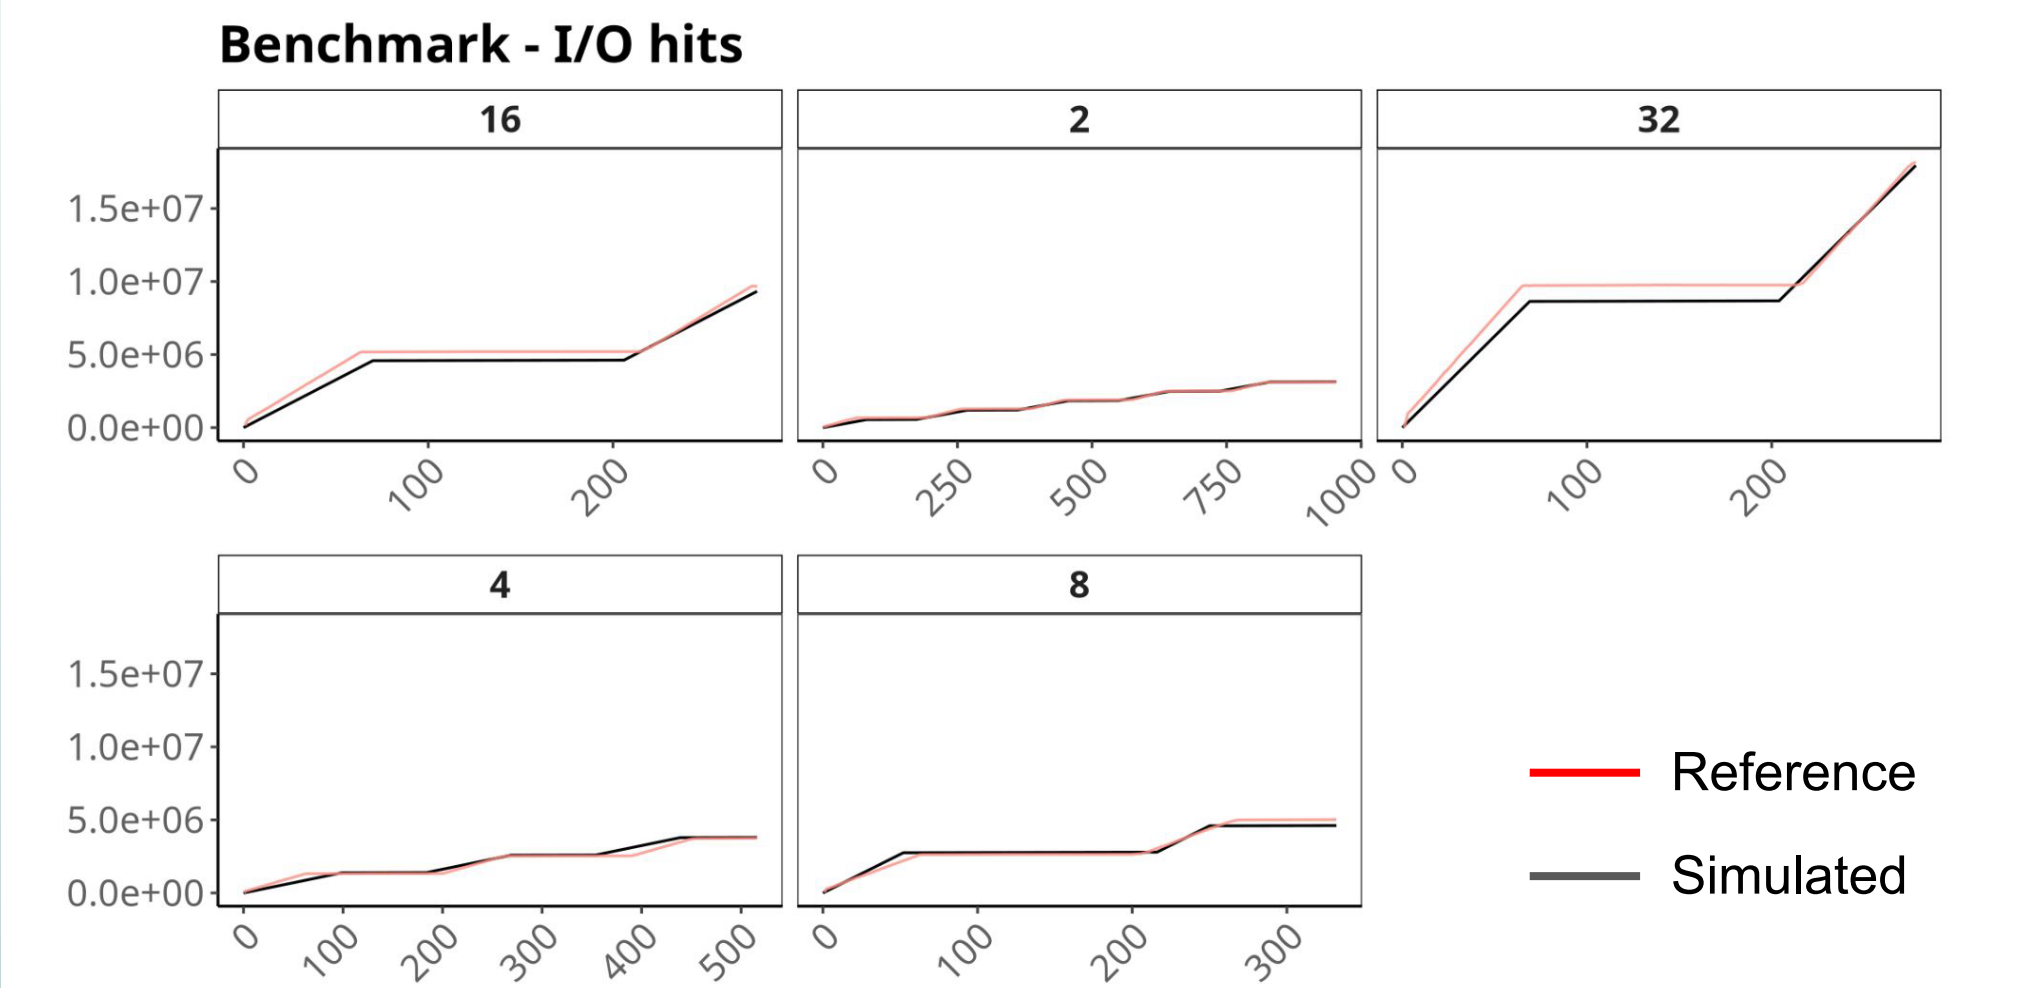 Benchmark - I/O hits
16
2
32
1.5e+07
1.0e+07
5.0e+06
0.0e+00
0 100 200
0 250 500 750 1000
0 100 200
4
8
1.5e+07
1.0e+07
5.0e+06
0.0e+00
0 100 200 300 400 500
0 100 200 300
Reference
Simulated